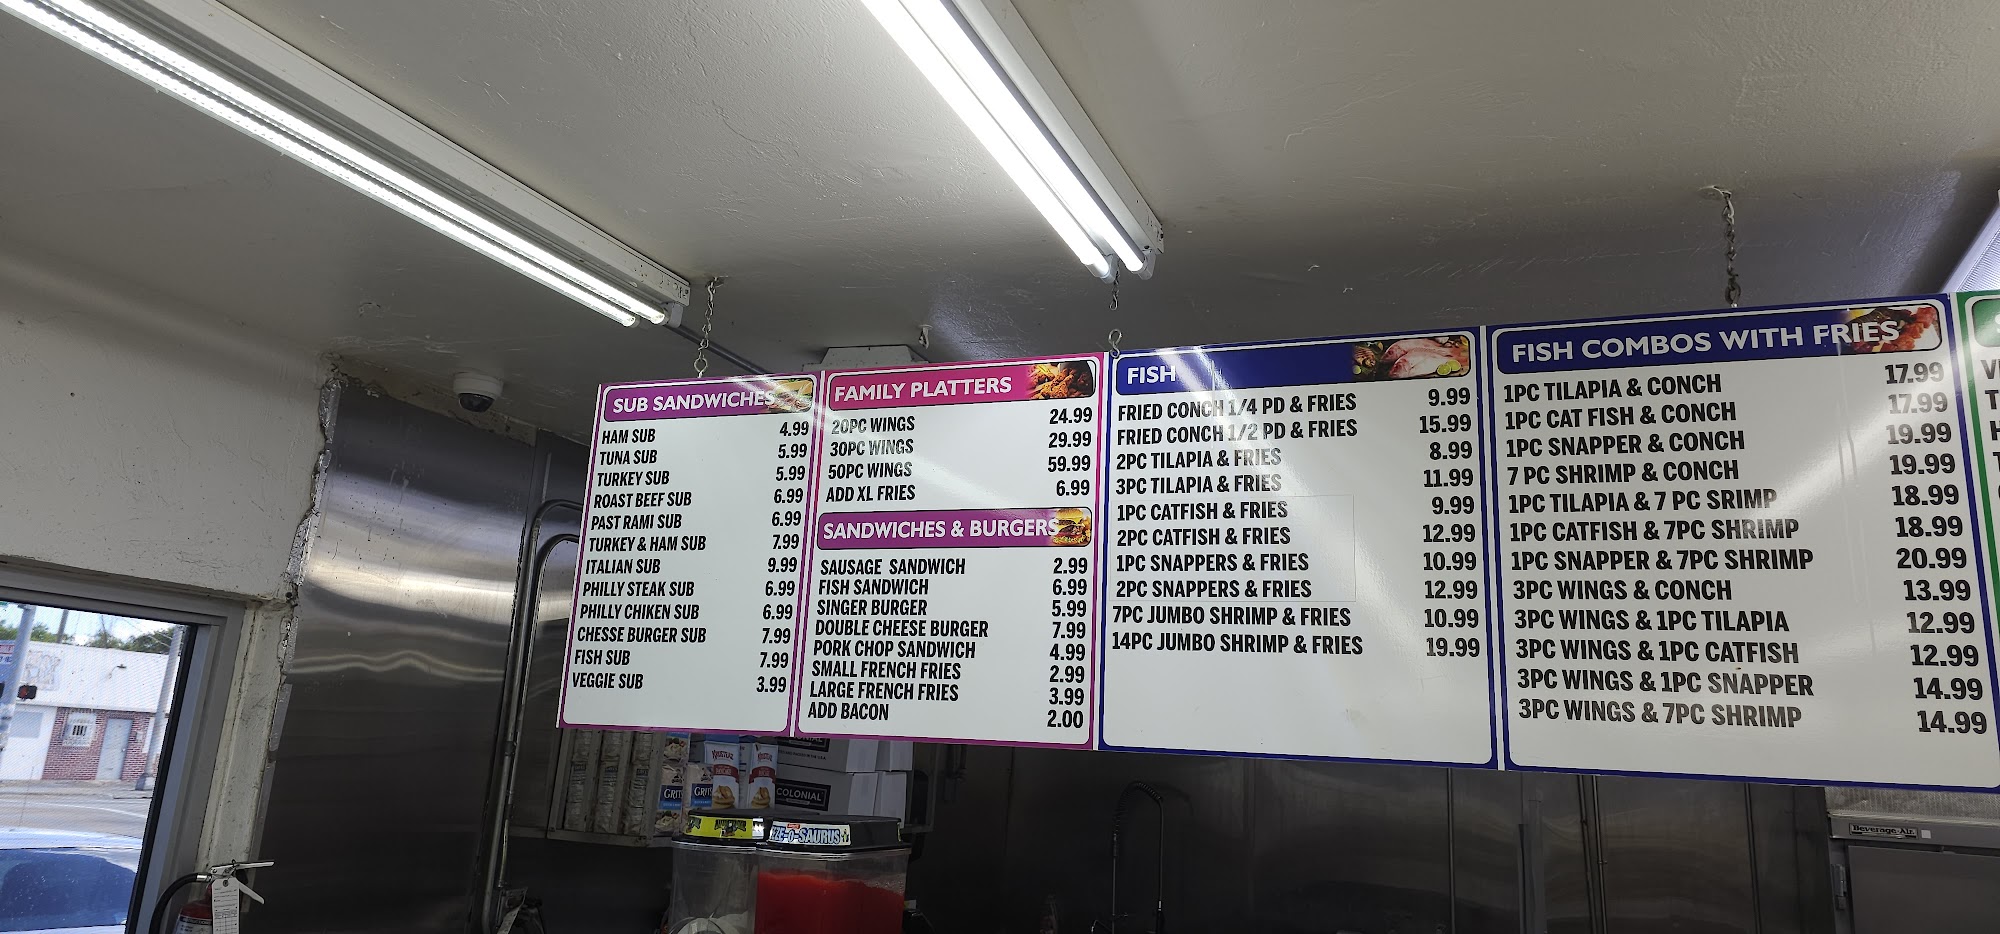 SUB SANDWICHES
HAM SUB 4.99
TUNA SUB 5.99
TURKEY SUB 5.99
ROAST BEEF SUB 6.99
PAST RAMI SUB 6.99
TURKEY & HAM SUB 7.99
ITALIAN SUB 9.99
PHILLY STEAK SUB 6.99
PHILLY CHIKEN SUB 6.99
CHESSE BURGER SUB 7.99
FISH SUB 7.99
VEGGIE SUB 3.99
FAMILY PLATTERS
20PC WINGS 24.99
30PC WINGS 29.99
50PC WINGS 59.99
ADD XL FRIES 6.99
SANDWICHES & BURGERS
SAUSAGE SANDWICH 2.99
FISH SANDWICH 6.99
SINGER BURGER 5.99
DOUBLE CHEESE BURGER 7.99
PORK CHOP SANDWICH 4.99
SMALL FRENCH FRIES 2.99
LARGE FRENCH FRIES 3.99
ADD BACON 2.00
FISH
FRIED CONCH 1/4 PD & FRIES 9.99
FRIED CONCH 1/2 PD & FRIES 15.99
2PC TILAPIA & FRIES 8.99
3PC TILAPIA & FRIES 11.99
1PC CATFISH & FRIES 9.99
2PC CATFISH & FRIES 12.99
1PC SNAPPERS & FRIES 10.99
2PC SNAPPERS & FRIES 12.99
7PC JUMBO SHRIMP & FRIES 10.99
14PC JUMBO SHRIMP & FRIES 19.99
FISH COMBOS WITH FRIES
1PC TILAPIA & CONCH 17.99
1PC CAT FISH & CONCH 17.99
1PC SNAPPER & CONCH 19.99
7 PC SHRIMP & CONCH 19.99
1PC TILAPIA & 7 PC SRIMP 18.99
1PC CATFISH & 7PC SHRIMP 18.99
1PC SNAPPER & 7PC SHRIMP 20.99
3PC WINGS & CONCH 13.99
3PC WINGS & 1PC TILAPIA 12.99
3PC WINGS & 1PC CATFISH 12.99
3PC WINGS & 1PC SNAPPER 14.99
3PC WINGS & 7PC SHRIMP 14.99
COLONIAL
ZE-O-SAURUS
Beverage-Air